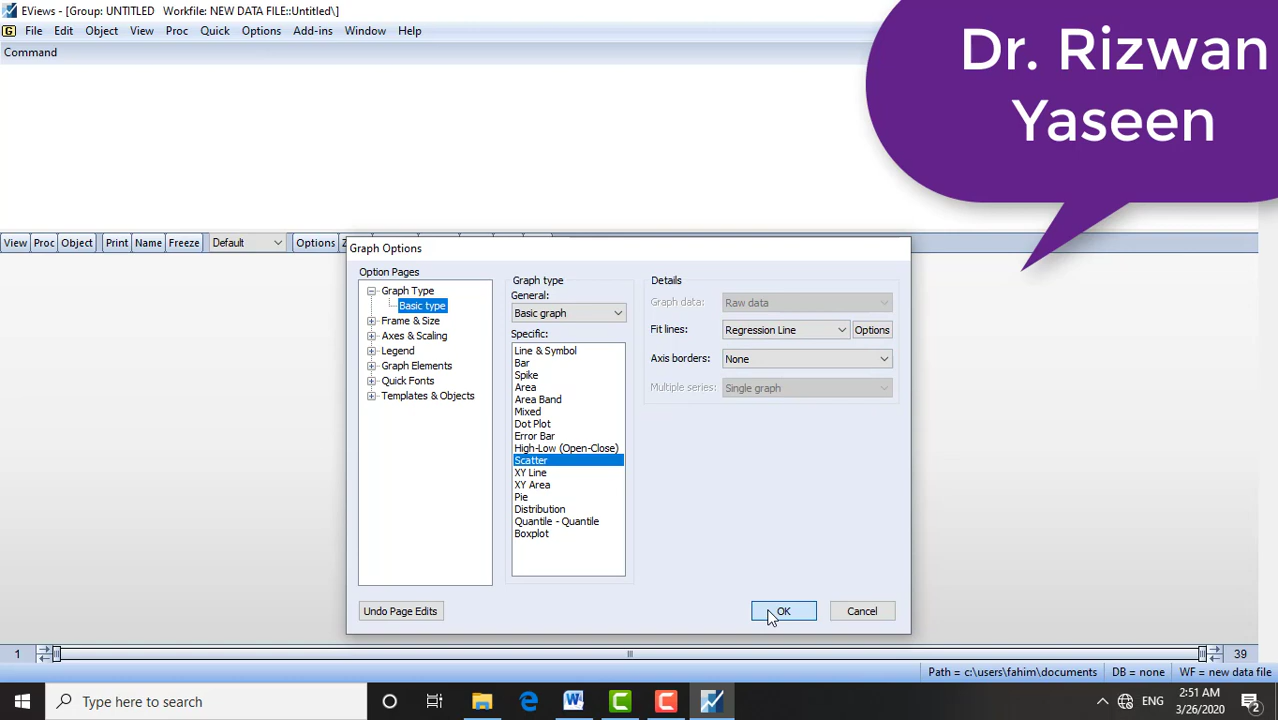 EViews - [Group: UNTITLED   Workfile: NEW DATA FILE::Untitled\]
File Edit Object View Proc Quick Options Add-ins Window Help
Command
Dr. Rizwan
Yaseen
View Proc Object Print Name Freeze Default Options
Graph Options
Option Pages
Graph Type
Basic type
Frame & Size
Axes & Scaling
Legend
Graph Elements
Quick Fonts
Templates & Objects
Graph type
General:
Basic graph
Specific:
Line & Symbol
Bar
Spike
Area
Area Band
Mixed
Dot Plot
Error Bar
High-Low (Open-Close)
Scatter
XY Line
XY Area
Pie
Distribution
Quantile - Quantile
Boxplot
Details
Graph data: Raw data
Fit lines: Regression Line Options
Axis borders: None
Multiple series: Single graph
Undo Page Edits OK Cancel
1 39
Path = c:\users\fahim\documents DB = none WF = new data file
Type here to search
ENG
2:51 AM
3/26/2020
2